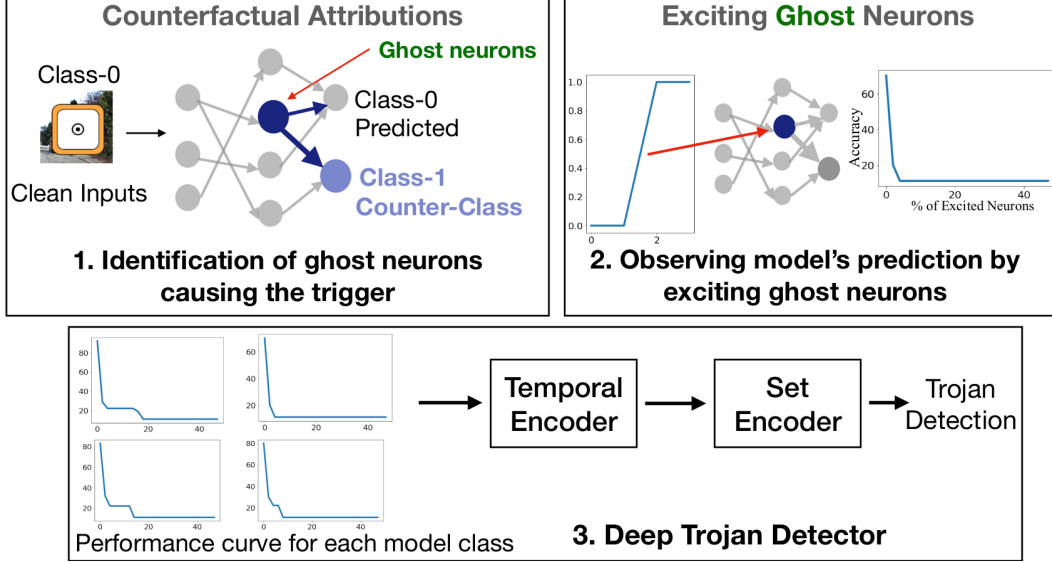 Counterfactual Attributions
Ghost neurons
Class-0
Clean Inputs
Class-0
Predicted
Class-1
Counter-Class
1. Identification of ghost neurons
causing the trigger
Exciting Ghost Neurons
1.0
0.8
0.6
0.4
0.2
0.0
0
2
Accuracy
60
40
20
0
20
40
% of Excited Neurons
2. Observing model's prediction by
exciting ghost neurons
80
60
40
20
0
20
40
60
40
20
0
20
40
80
60
40
20
0
20
40
80
60
40
20
0
20
40
Performance curve for each model class
Temporal
Encoder
Set
Encoder
Trojan
Detection
3. Deep Trojan Detector